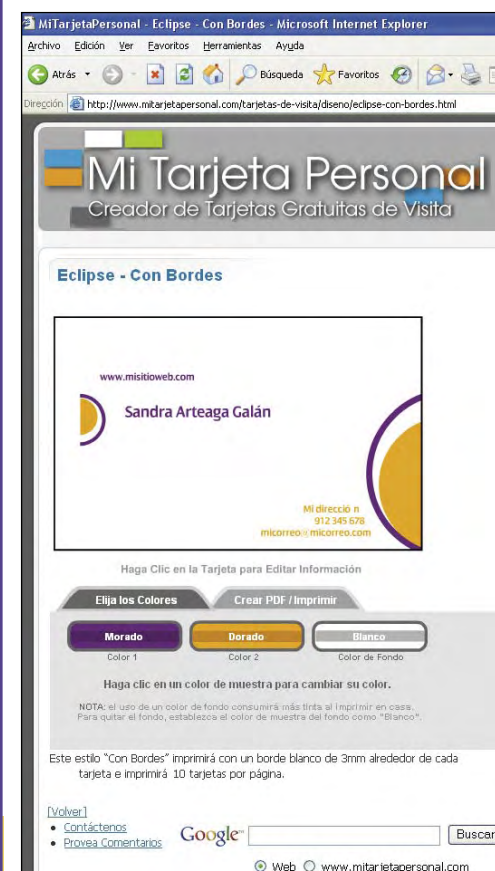 MiTarjetaPersonal - Eclipse - Con Bordes - Microsoft Internet Explorer
Archivo Edición Ver Favoritos Herramientas Ayuda
Atrás Búsqueda Favoritos
Dirección http://www.mitarjetapersonal.com/tarjetas-de-visita/diseno/eclipse-con-bordes.html
Mi Tarjeta Personal
Creador de Tarjetas Gratuitas de Visita
Eclipse - Con Bordes
www.misitioweb.com
Sandra Arteaga Galán
Mi direcció n
912 345 678
micorreo@micorreo.com
Haga Clic en la Tarjeta para Editar Información
Elija los Colores Crear PDF / Imprimir
Morado Dorado Blanco
Color 1 Color 2 Color de Fondo
Haga clic en un color de muestra para cambiar su color.
NOTA: el uso de un color de fondo consumirá más tinta al imprimir en casa.
Para quitar el fondo, establezca el color de muestra del fondo como "Blanco".
Este estilo "Con Bordes" imprimirá con un borde blanco de 3mm alrededor de cada
tarjeta e imprimirá 10 tarjetas por página.
[Volver]
Contáctenos
Provea Comentarios
Google Buscar
Web www.mitarjetapersonal.com